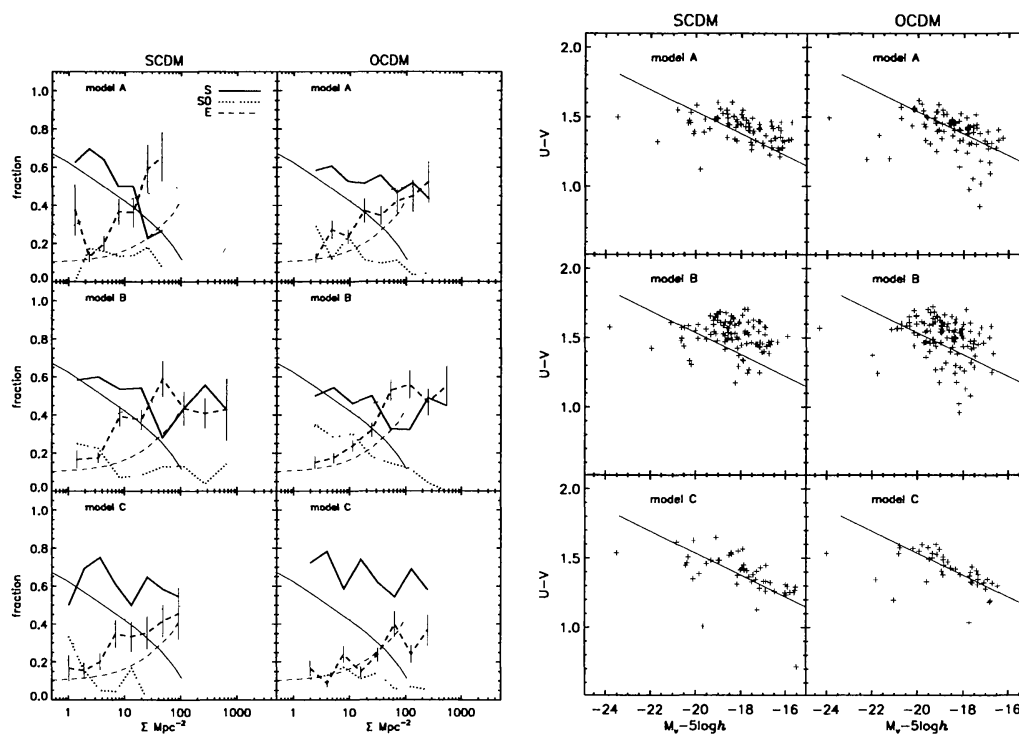 SCDM OCDM
1.0
0.8
0.6
0.4
0.2
0.0
fraction
model A
S
S0
E
model A
1.0
0.8
0.6
0.4
0.2
0.0
fraction
model B
model B
1.0
0.8
0.6
0.4
0.2
0.0
fraction
model C
model C
1 10 100 1000 1 10 100 1000
Σ Mpc⁻² Σ Mpc⁻²
SCDM OCDM
2.0
1.5
1.0
U-V
model A
model A
2.0
1.5
1.0
U-V
model B
model B
2.0
1.5
1.0
U-V
model C
model C
-24 -22 -20 -18 -16 -24 -22 -20 -18 -16
Mᵥ-5logh Mᵥ-5logh